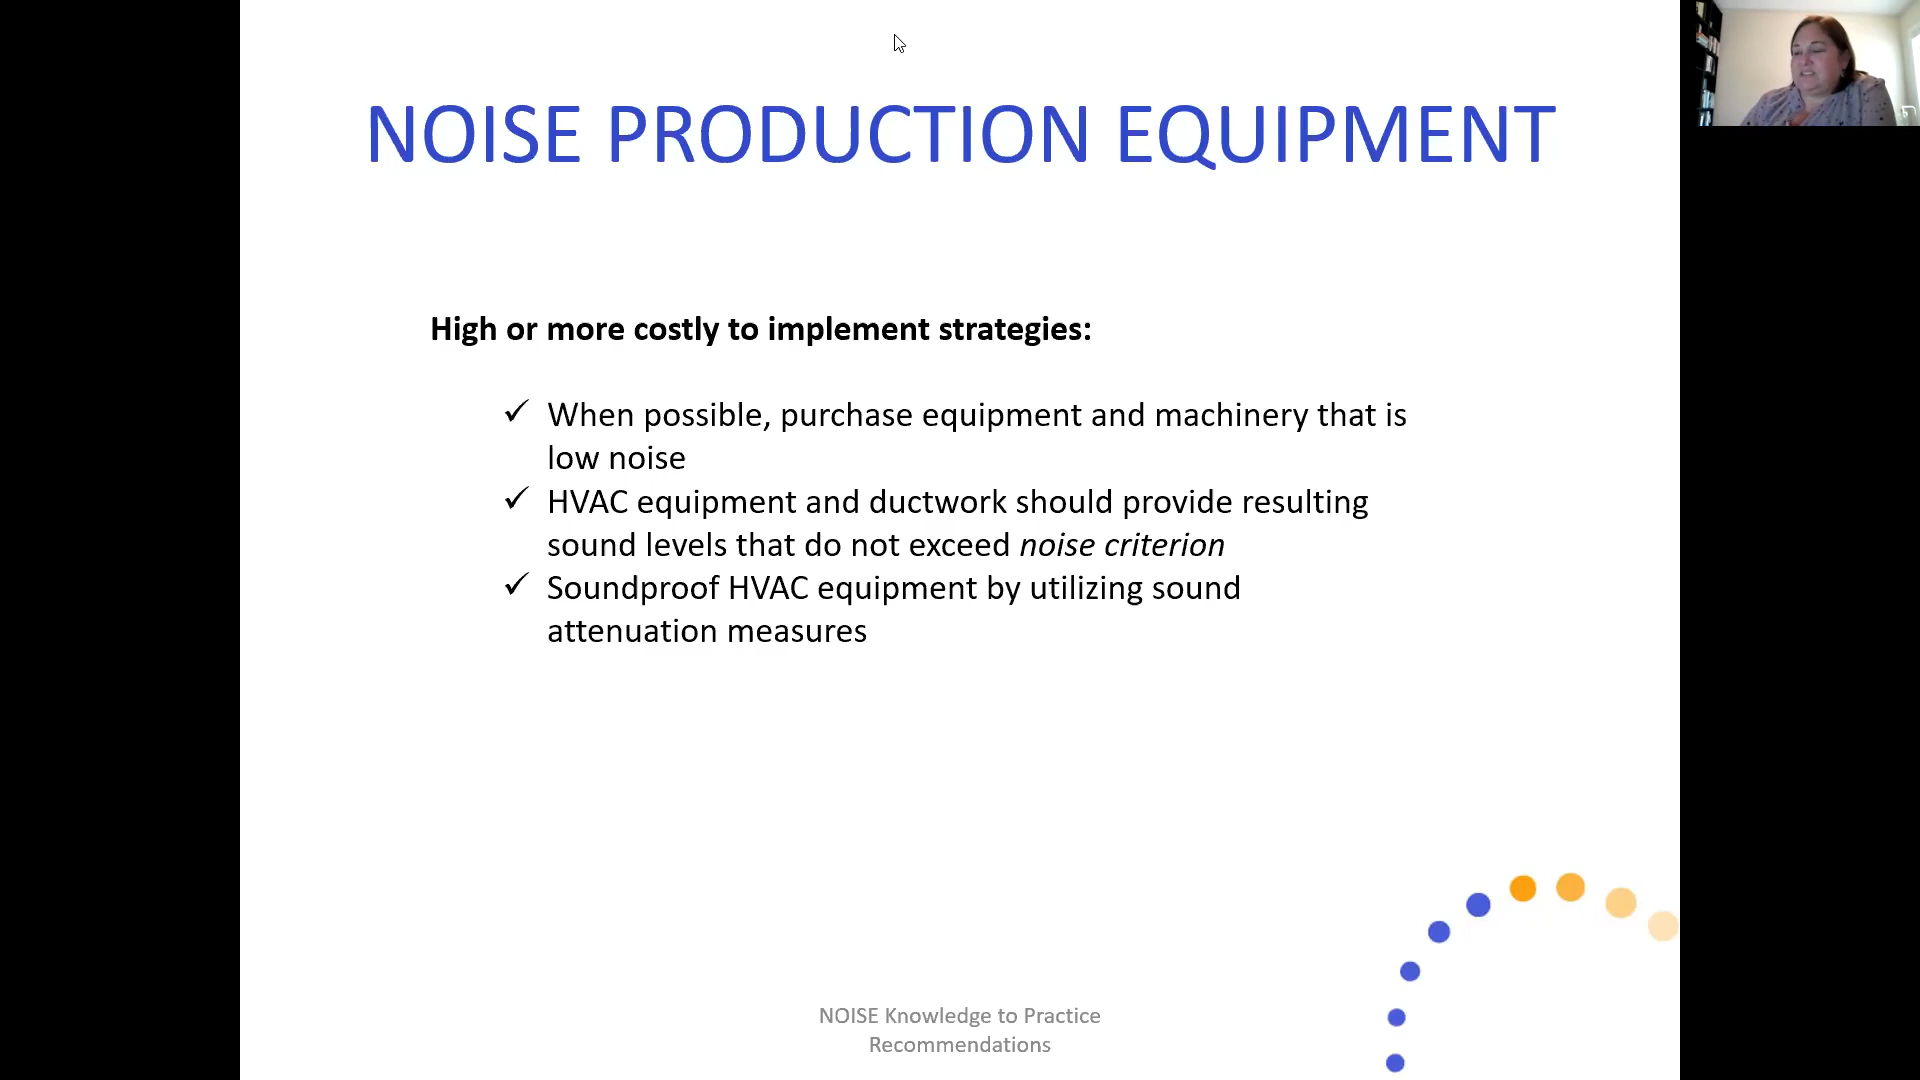 NOISE PRODUCTION EQUIPMENT
High or more costly to implement strategies:
✓ When possible, purchase equipment and machinery that is
low noise
✓ HVAC equipment and ductwork should provide resulting
sound levels that do not exceed noise criterion
✓ Soundproof HVAC equipment by utilizing sound
attenuation measures
NOISE Knowledge to Practice
Recommendations